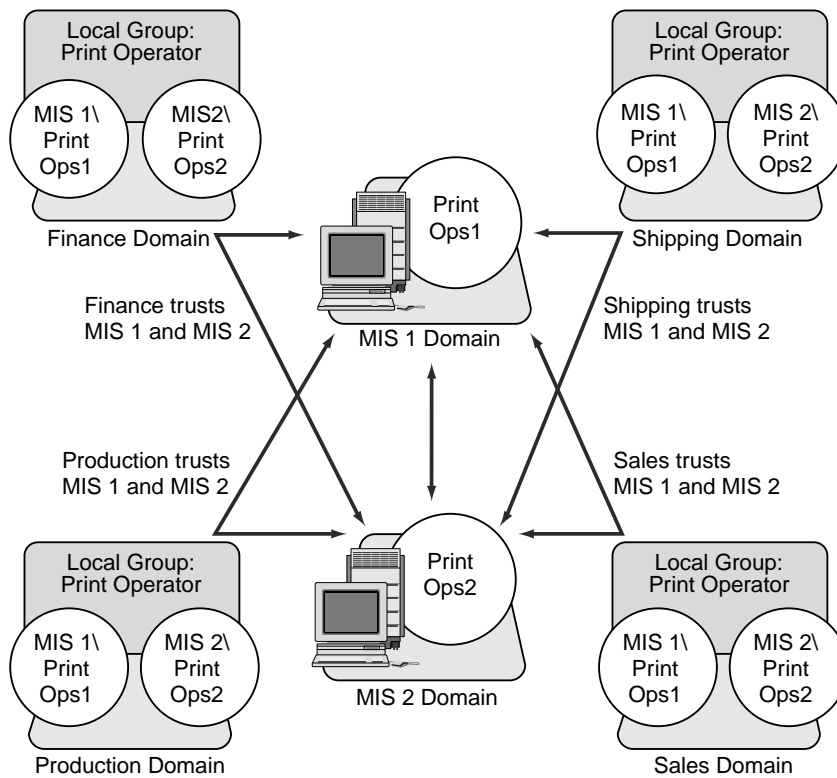 Local Group:
Print Operator
MIS 1\
Print
Ops1
MIS2\
Print
Ops2
Finance Domain
Local Group:
Print Operator
MIS 1\
Print
Ops1
MIS 2\
Print
Ops2
Shipping Domain
Print
Ops1
MIS 1 Domain
Finance trusts
MIS 1 and MIS 2
Shipping trusts
MIS 1 and MIS 2
Production trusts
MIS 1 and MIS 2
Sales trusts
MIS 1 and MIS 2
Print
Ops2
MIS 2 Domain
Local Group:
Print Operator
MIS 1\
Print
Ops1
MIS 2\
Print
Ops2
Production Domain
Local Group:
Print Operator
MIS 1\
Print
Ops1
MIS 2\
Print
Ops2
Sales Domain